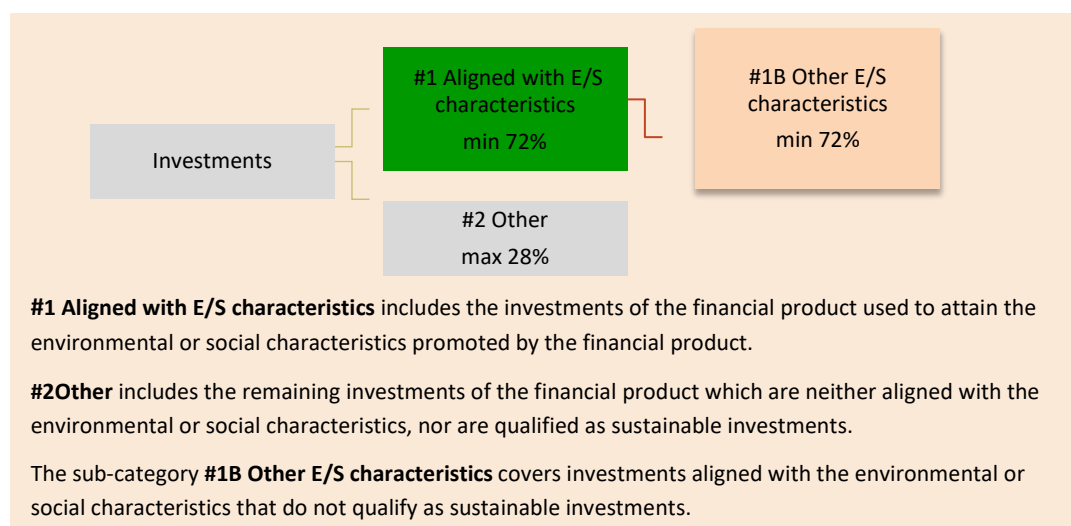 Investments
#1 Aligned with E/S
characteristics
min 72%
#1B Other E/S
characteristics
min 72%
#2 Other
max 28%
#1 Aligned with E/S characteristics includes the investments of the financial product used to attain the
environmental or social characteristics promoted by the financial product.
#2Other includes the remaining investments of the financial product which are neither aligned with the
environmental or social characteristics, nor are qualified as sustainable investments.
The sub-category #1B Other E/S characteristics covers investments aligned with the environmental or
social characteristics that do not qualify as sustainable investments.